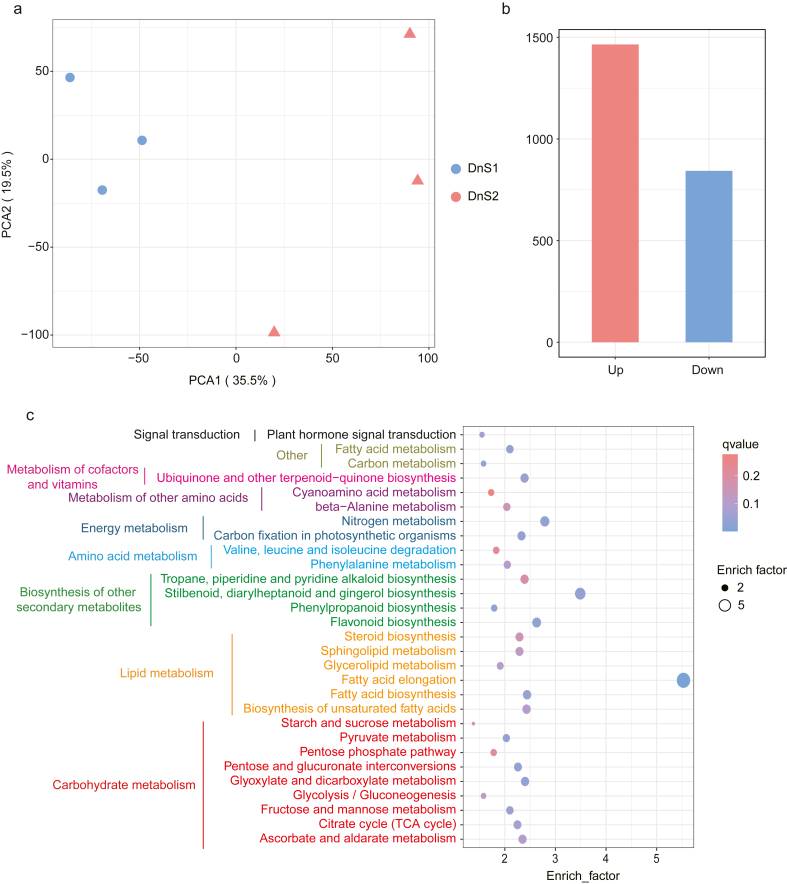 a
b
PCA2 ( 19.5% )
50
0
−50
−100
−50
0
50
100
PCA1 ( 35.5% )
DnS1
DnS2
1500
1000
500
0
Up
Down
c
Signal transduction
Plant hormone signal transduction
Other
Fatty acid metabolism
Carbon metabolism
Metabolism of cofactors
and vitamins
Ubiquinone and other terpenoid−quinone biosynthesis
Metabolism of other amino acids
Cyanoamino acid metabolism
beta−Alanine metabolism
Energy metabolism
Nitrogen metabolism
Carbon fixation in photosynthetic organisms
Amino acid metabolism
Valine, leucine and isoleucine degradation
Phenylalanine metabolism
Biosynthesis of other
secondary metabolites
Tropane, piperidine and pyridine alkaloid biosynthesis
Stilbenoid, diarylheptanoid and gingerol biosynthesis
Phenylpropanoid biosynthesis
Flavonoid biosynthesis
Lipid metabolism
Steroid biosynthesis
Sphingolipid metabolism
Glycerolipid metabolism
Fatty acid elongation
Fatty acid biosynthesis
Biosynthesis of unsaturated fatty acids
Carbohydrate metabolism
Starch and sucrose metabolism
Pyruvate metabolism
Pentose phosphate pathway
Pentose and glucuronate interconversions
Glyoxylate and dicarboxylate metabolism
Glycolysis / Gluconeogenesis
Fructose and mannose metabolism
Citrate cycle (TCA cycle)
Ascorbate and aldarate metabolism
2
3
4
5
Enrich_factor
qvalue
0.2
0.1
Enrich factor
2
5